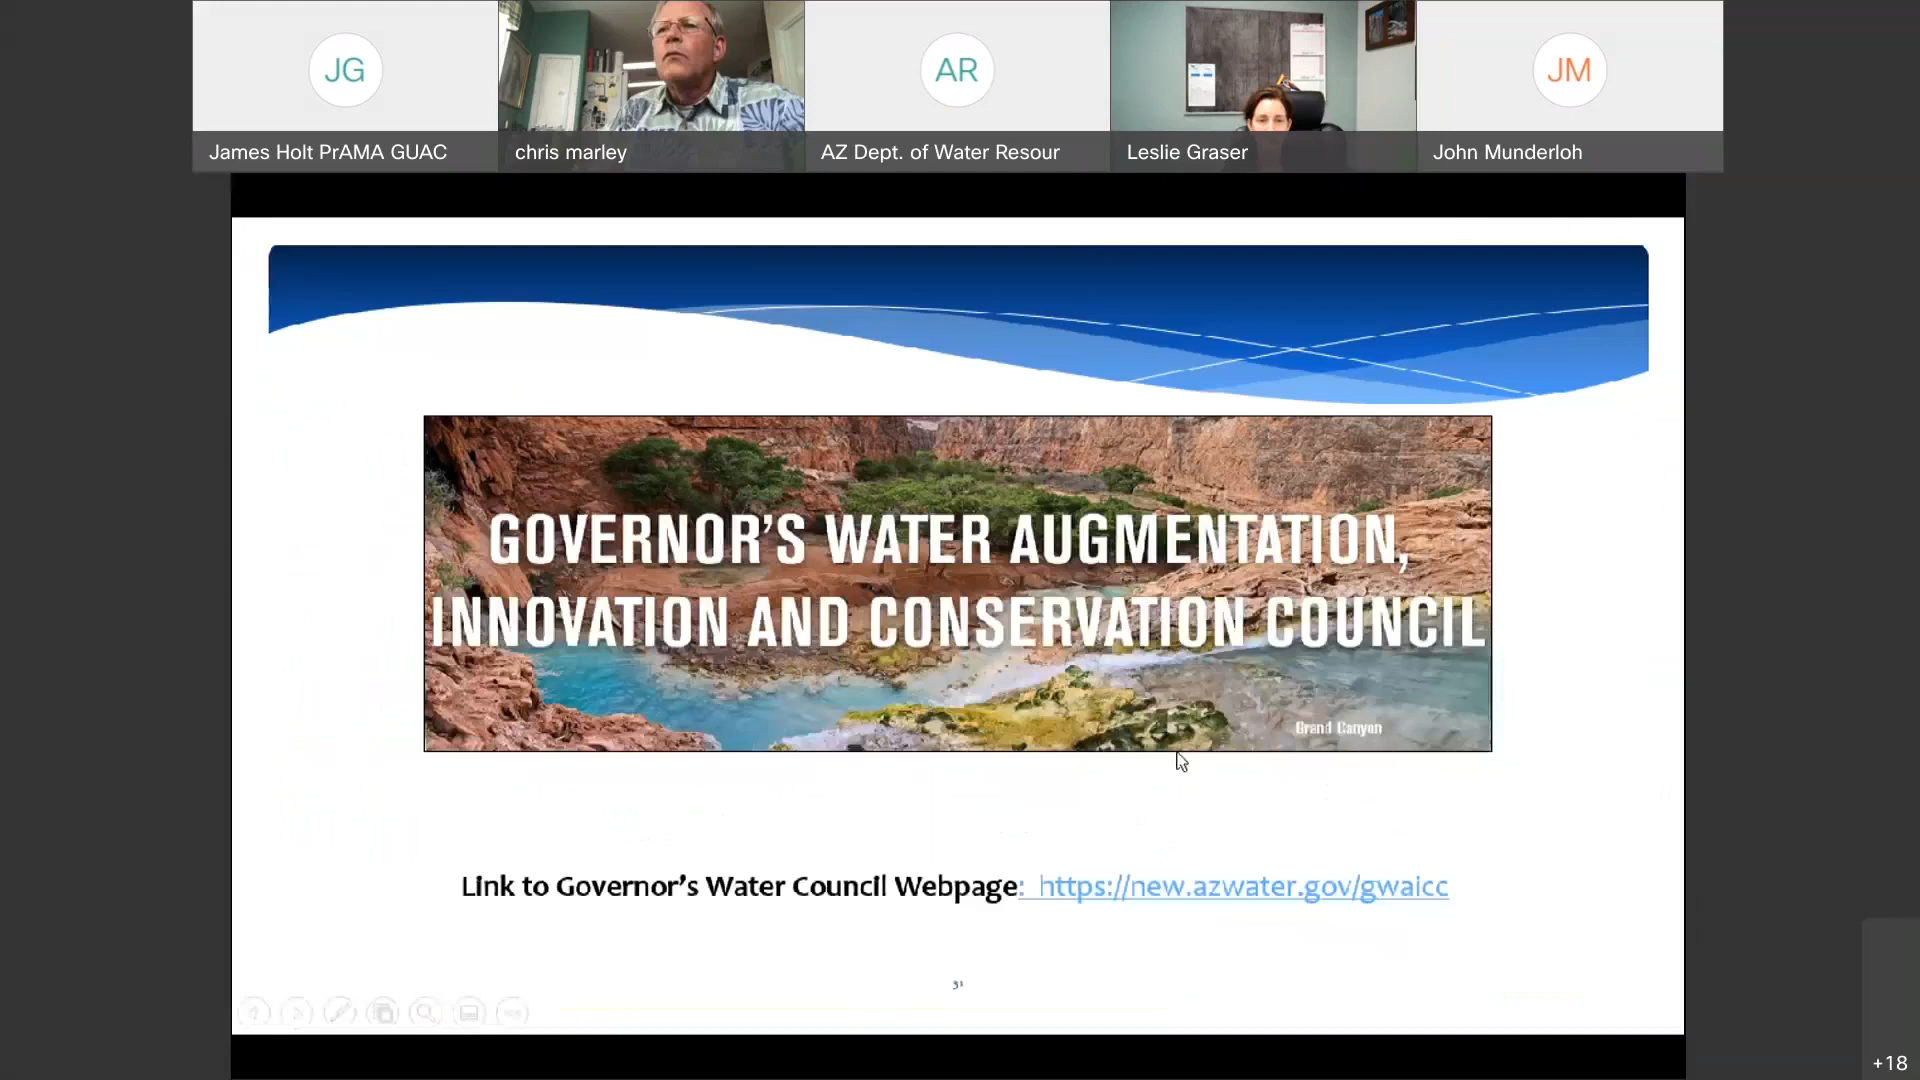 JG
AR
JM
James Holt PrAMA GUAC
chris marley
AZ Dept. of Water Resour
Leslie Graser
John Munderloh
GOVERNOR'S WATER AUGMENTATION,
INNOVATION AND CONSERVATION COUNCIL
Grand Canyon
Link to Governor's Water Council Webpage:  https://new.azwater.gov/gwaicc
31
+18